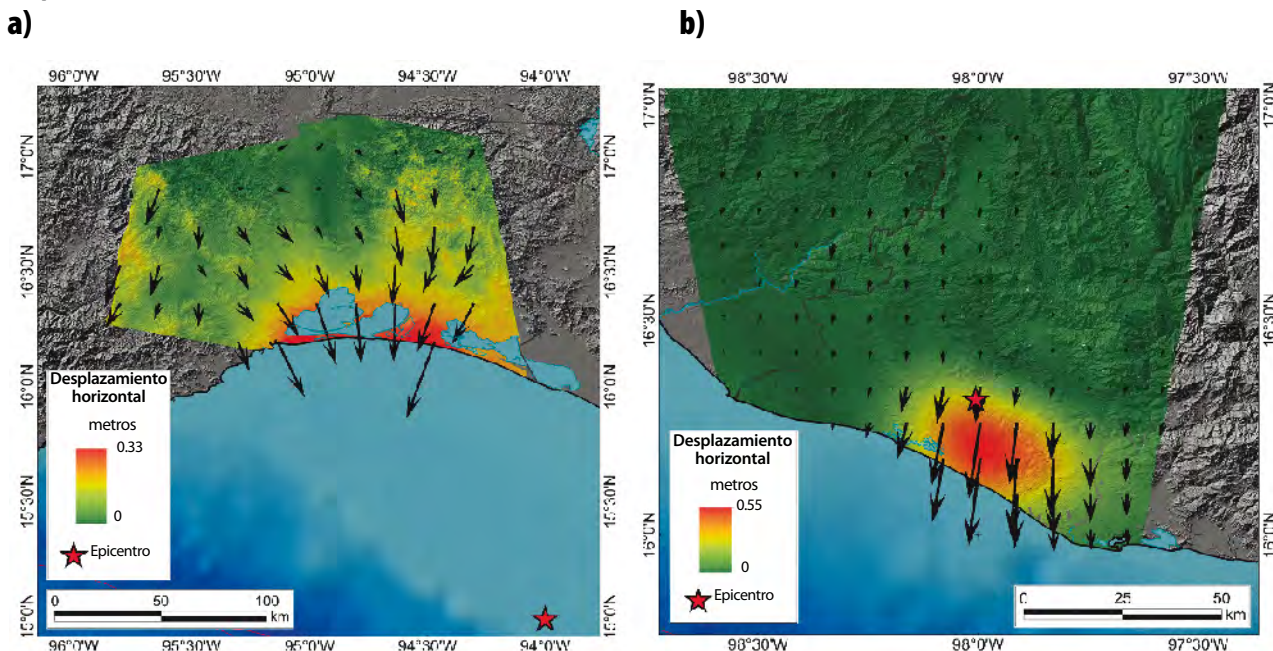 a)
96°0'W 95°30'W 95°0'W 94°30'W 94°0'W
17°0'N
16°30'N
16°0'N
15°30'N
15°0'N
17°0'N
16°30'N
16°0'N
15°30'N
15°0'N
Desplazamiento
horizontal
metros
0.33
0
Epicentro
0 50 100
km
96°0'W 95°30'W 95°0'W 94°30'W 94°0'W
b)
98°30'W 98°0'W 97°30'W
17°0'N
16°30'N
16°0'N
17°0'N
16°30'N
16°0'N
Desplazamiento
horizontal
metros
0.55
0
Epicentro
0 25 50
km
98°30'W 98°0'W 97°30'W